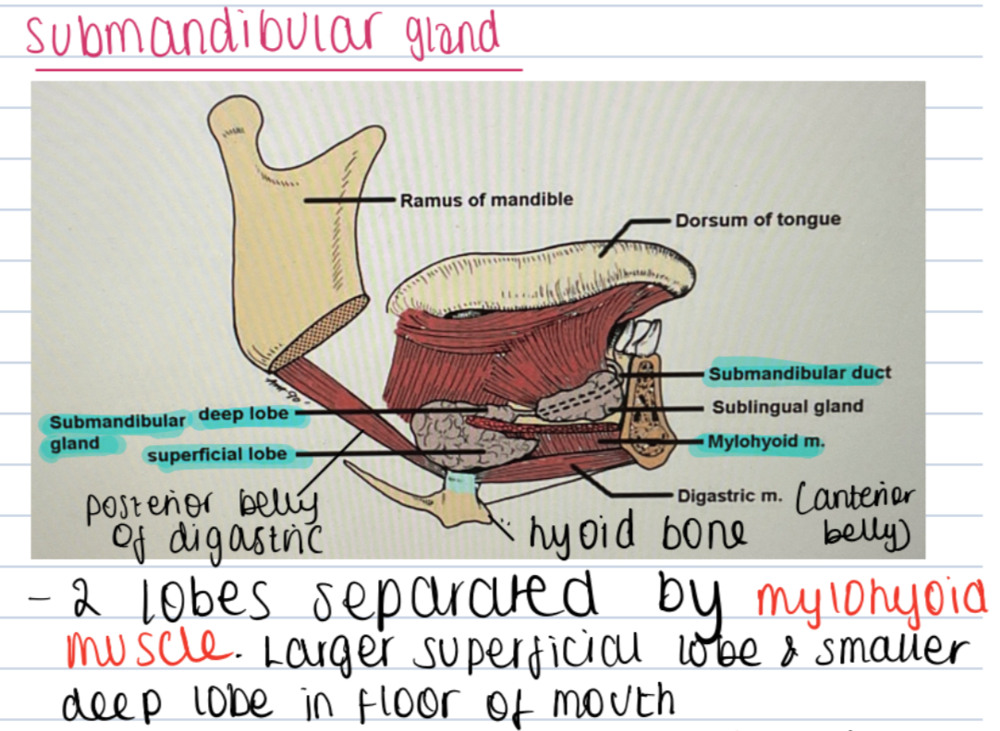 submandibular gland
Ramus of mandible
Dorsum of tongue
Submandibular duct
Submandibular gland
deep lobe
Sublingual gland
superficial lobe
Mylohyoid m.
Digastric m. (anterior belly)
posterior belly
of digastric
hyoid bone
- 2 lobes separated by mylohyoid
muscle. Larger superficial lobe & smaller
deep lobe in floor of mouth